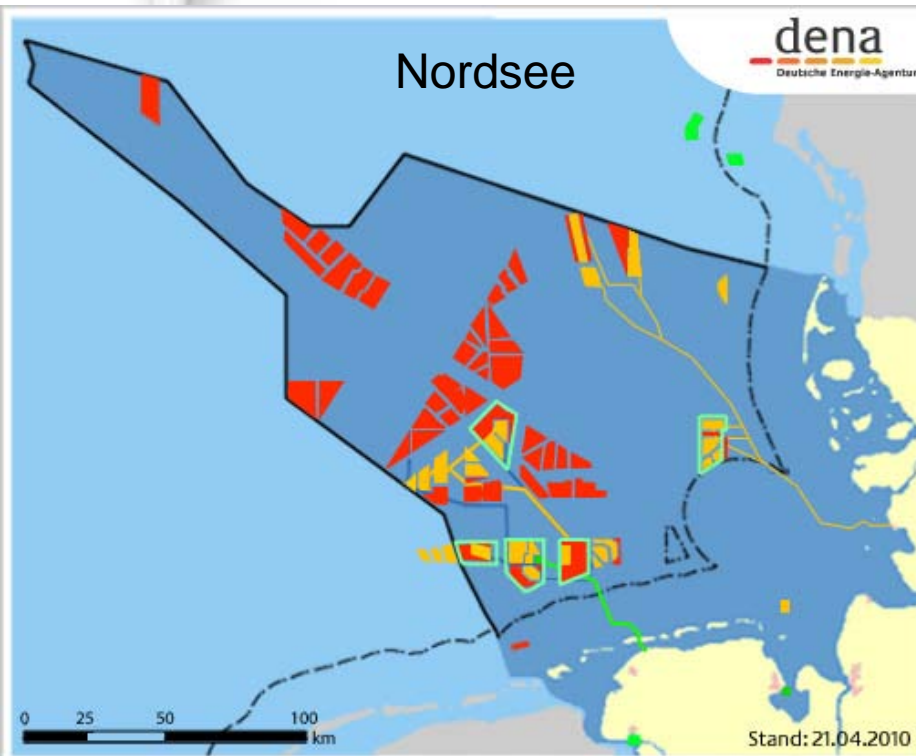 Nordsee
dena
Deutsche Energie-Agentur
0 25 50 100
km
Stand: 21.04.2010